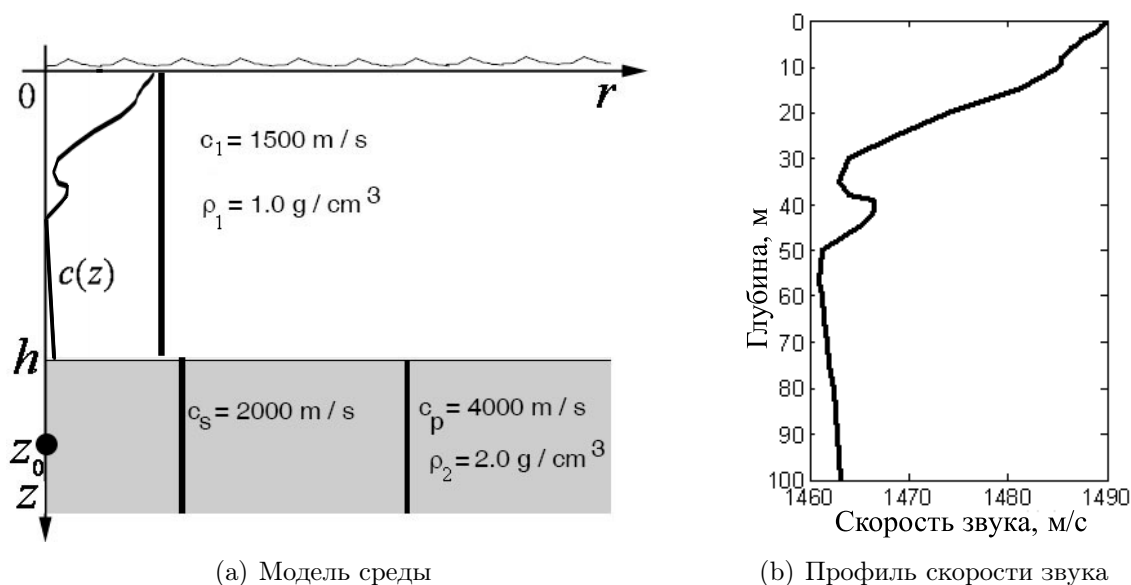 0
r
c₁ = 1500 m / s
ρ₁ = 1.0 g / cm³
c(z)
h
c_s = 2000 m / s
c_p = 4000 m / s
ρ₂ = 2.0 g / cm³
z₀
z
(a) Модель среды
Глубина, м
0
10
20
30
40
50
60
70
80
90
100
1460 1470 1480 1490
Скорость звука, м/с
(b) Профиль скорости звука